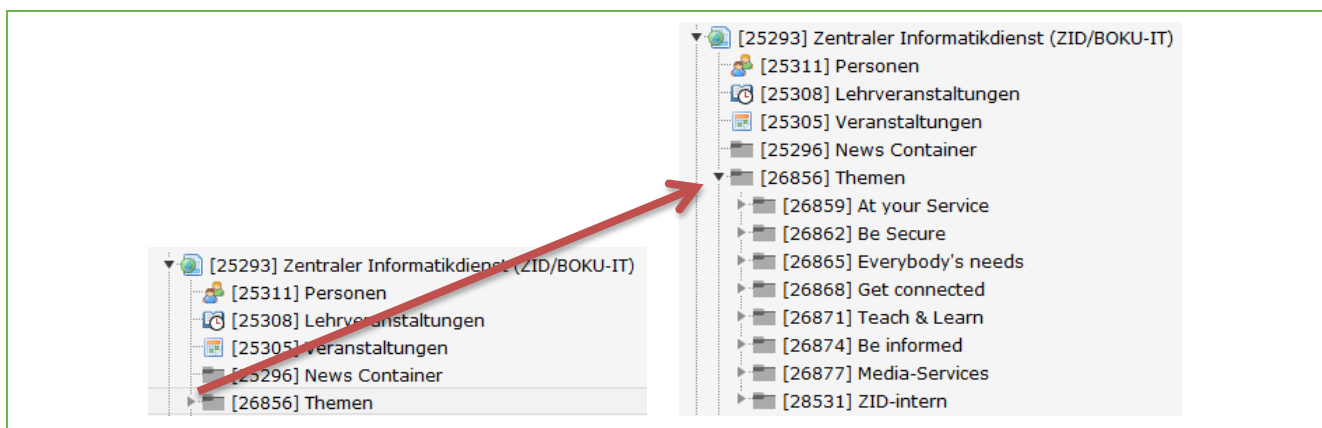 [25293] Zentraler Informatikdienst (ZID/BOKU-IT)
[25311] Personen
[25308] Lehrveranstaltungen
[25305] Veranstaltungen
[25296] News Container
[26856] Themen
[25293] Zentraler Informatikdienst (ZID/BOKU-IT)
[25311] Personen
[25308] Lehrveranstaltungen
[25305] Veranstaltungen
[25296] News Container
[26856] Themen
[26859] At your Service
[26862] Be Secure
[26865] Everybody's needs
[26868] Get connected
[26871] Teach & Learn
[26874] Be informed
[26877] Media-Services
[28531] ZID-intern